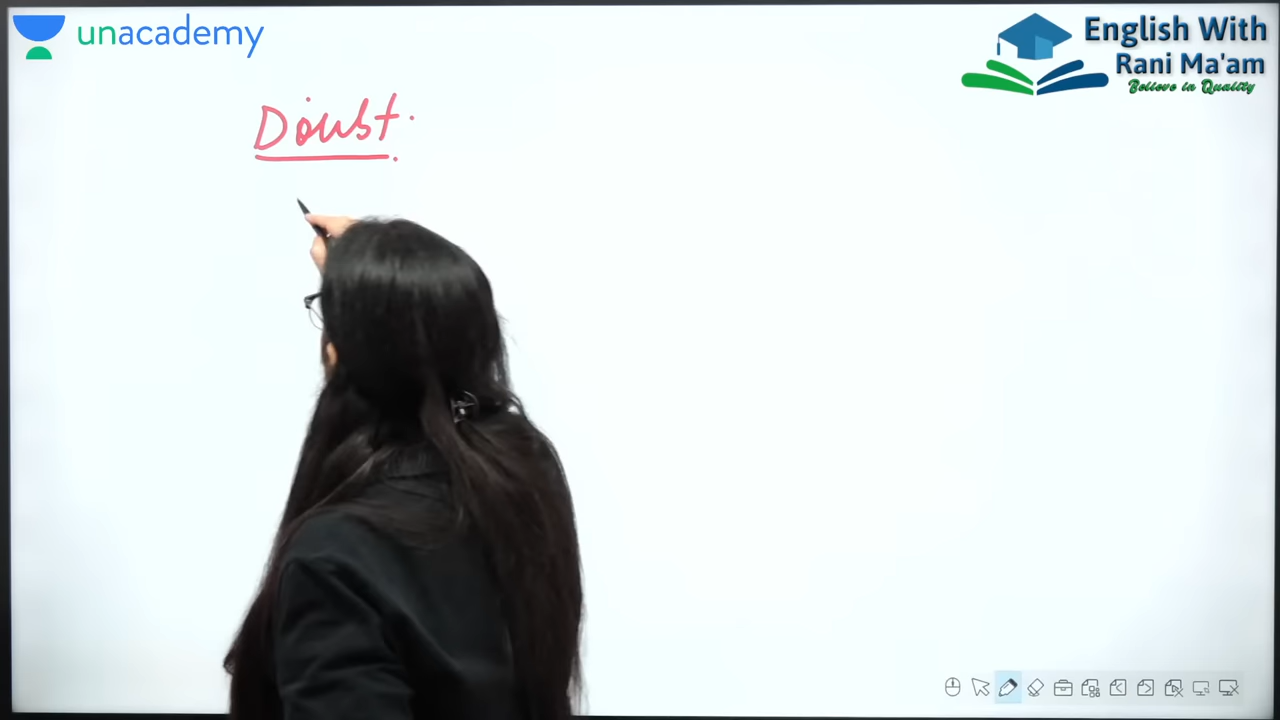 unacademy
English With
Rani Ma'am
Believe in Quality
Doubt.